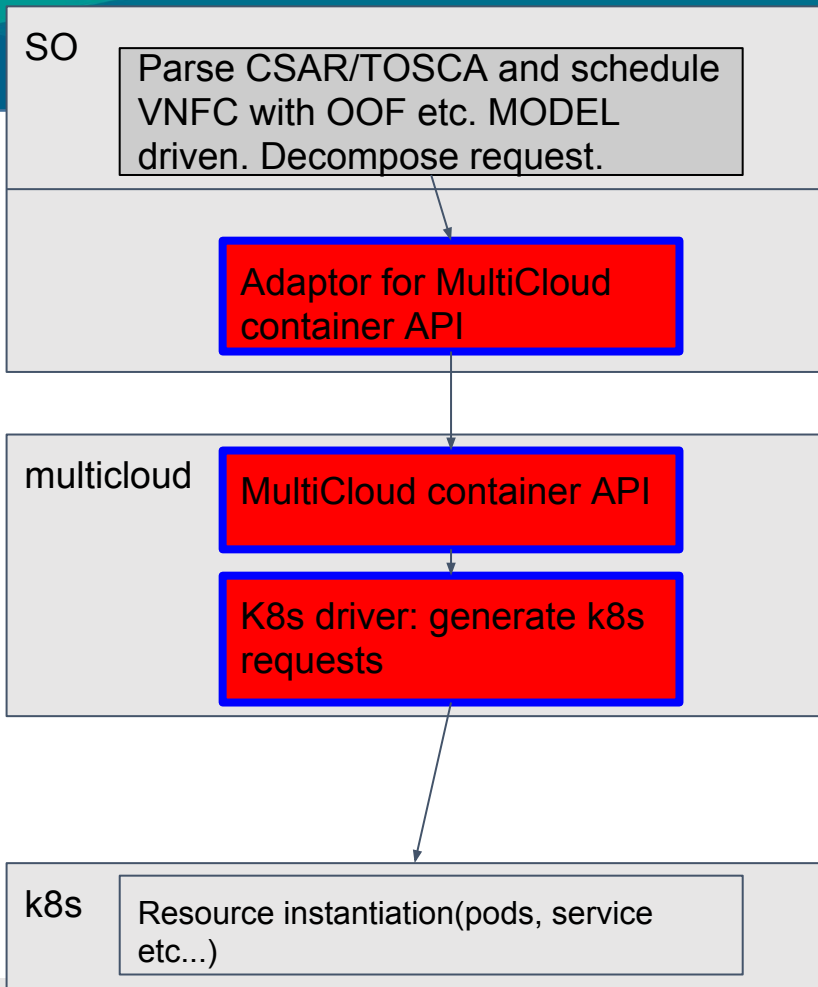 SO
Parse CSAR/TOSCA and schedule
VNFC with OOF etc. MODEL
driven. Decompose request.
Adaptor for MultiCloud
container API
multicloud
MultiCloud container API
K8s driver: generate k8s
requests
k8s
Resource instantiation(pods, service
etc...)